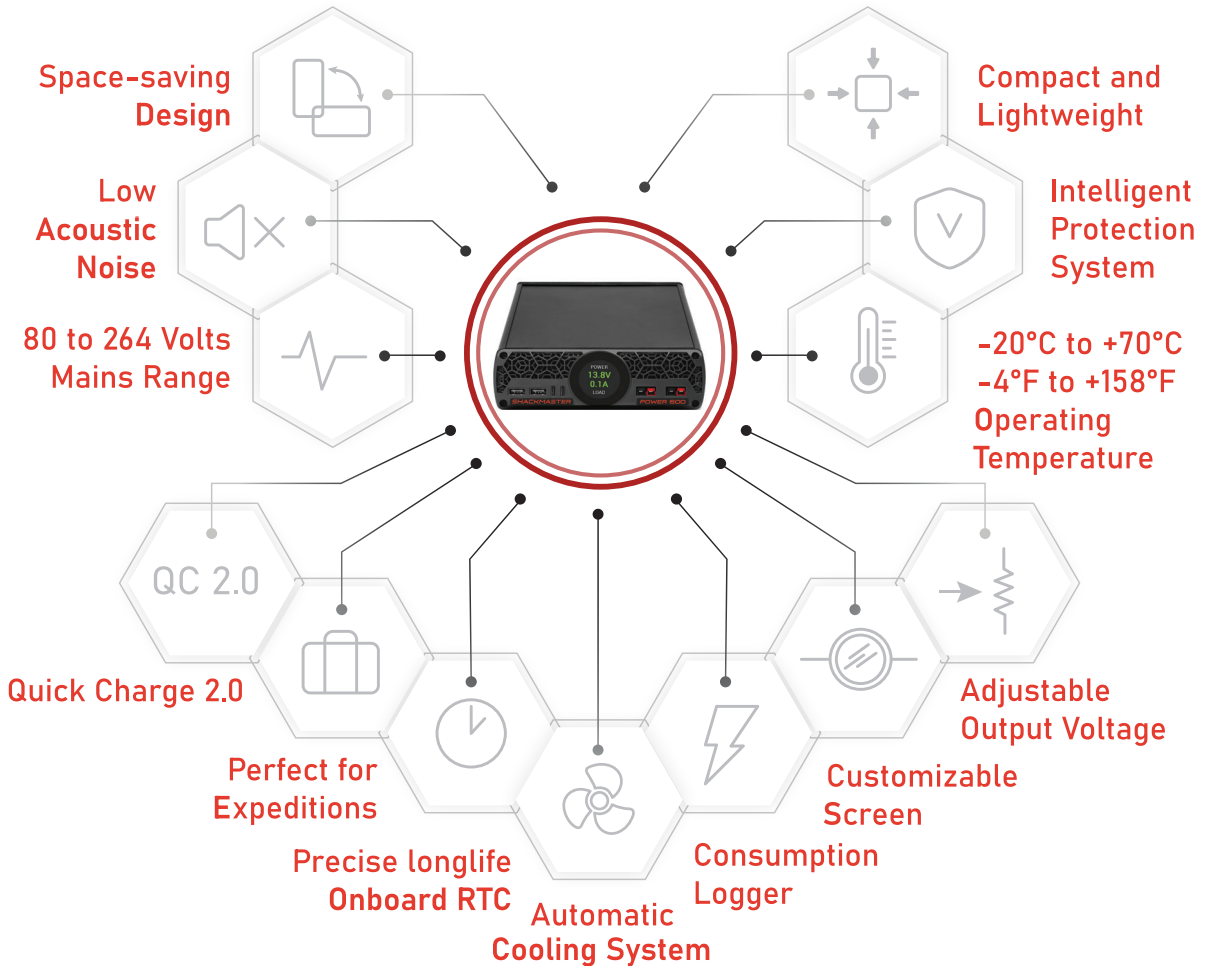 Space-saving
Design
Compact and
Lightweight
Low
Acoustic
Noise
Intelligent
Protection
System
80 to 264 Volts
Mains Range
-20°C to +70°C
-4°F to +158°F
Operating
Temperature
POWER
13.8V
0.1A
LOAD
SHACKMASTER
POWER 600
QC 2.0
Quick Charge 2.0
Adjustable
Output Voltage
Perfect for
Expeditions
Customizable
Screen
Precise longlife
Onboard RTC
Consumption
Logger
Automatic
Cooling System